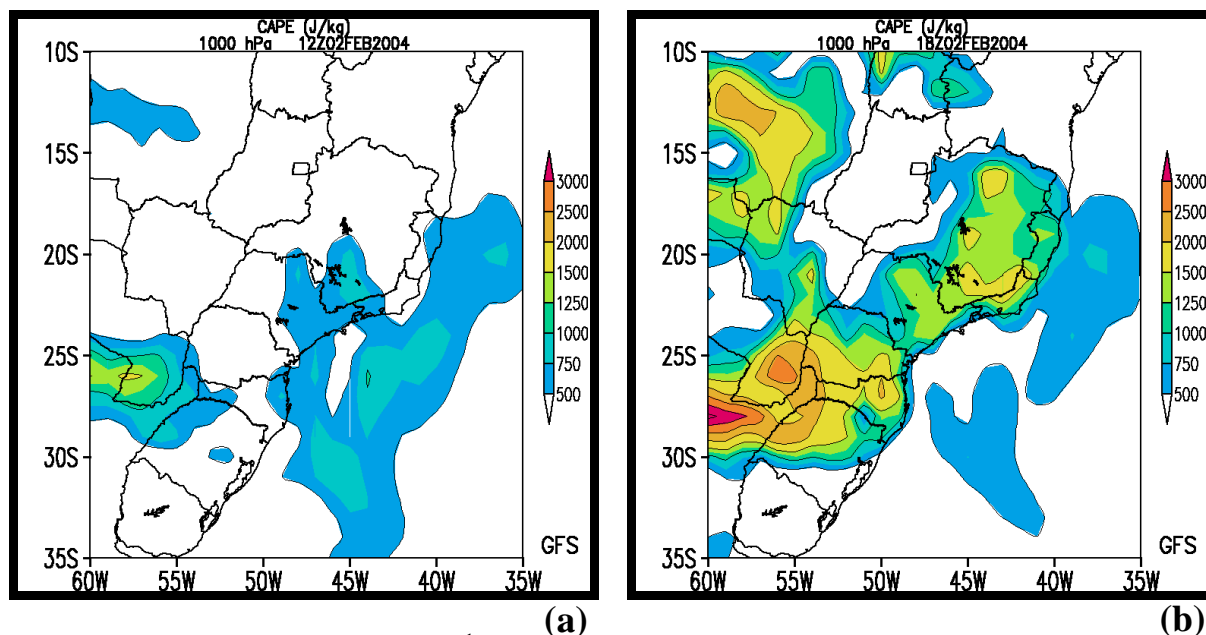 CAPE (J/kg)
1000 hPa 12Z02FEB2004
10S
15S
20S
25S
30S
35S
60W 55W 50W 45W 40W 35W
3000
2500
2000
1500
1250
1000
750
500
GFS
(a)
CAPE (J/kg)
1000 hPa 18Z02FEB2004
10S
15S
20S
25S
30S
35S
60W 55W 50W 45W 40W 35W
3000
2500
2000
1500
1250
1000
750
500
GFS
(b)